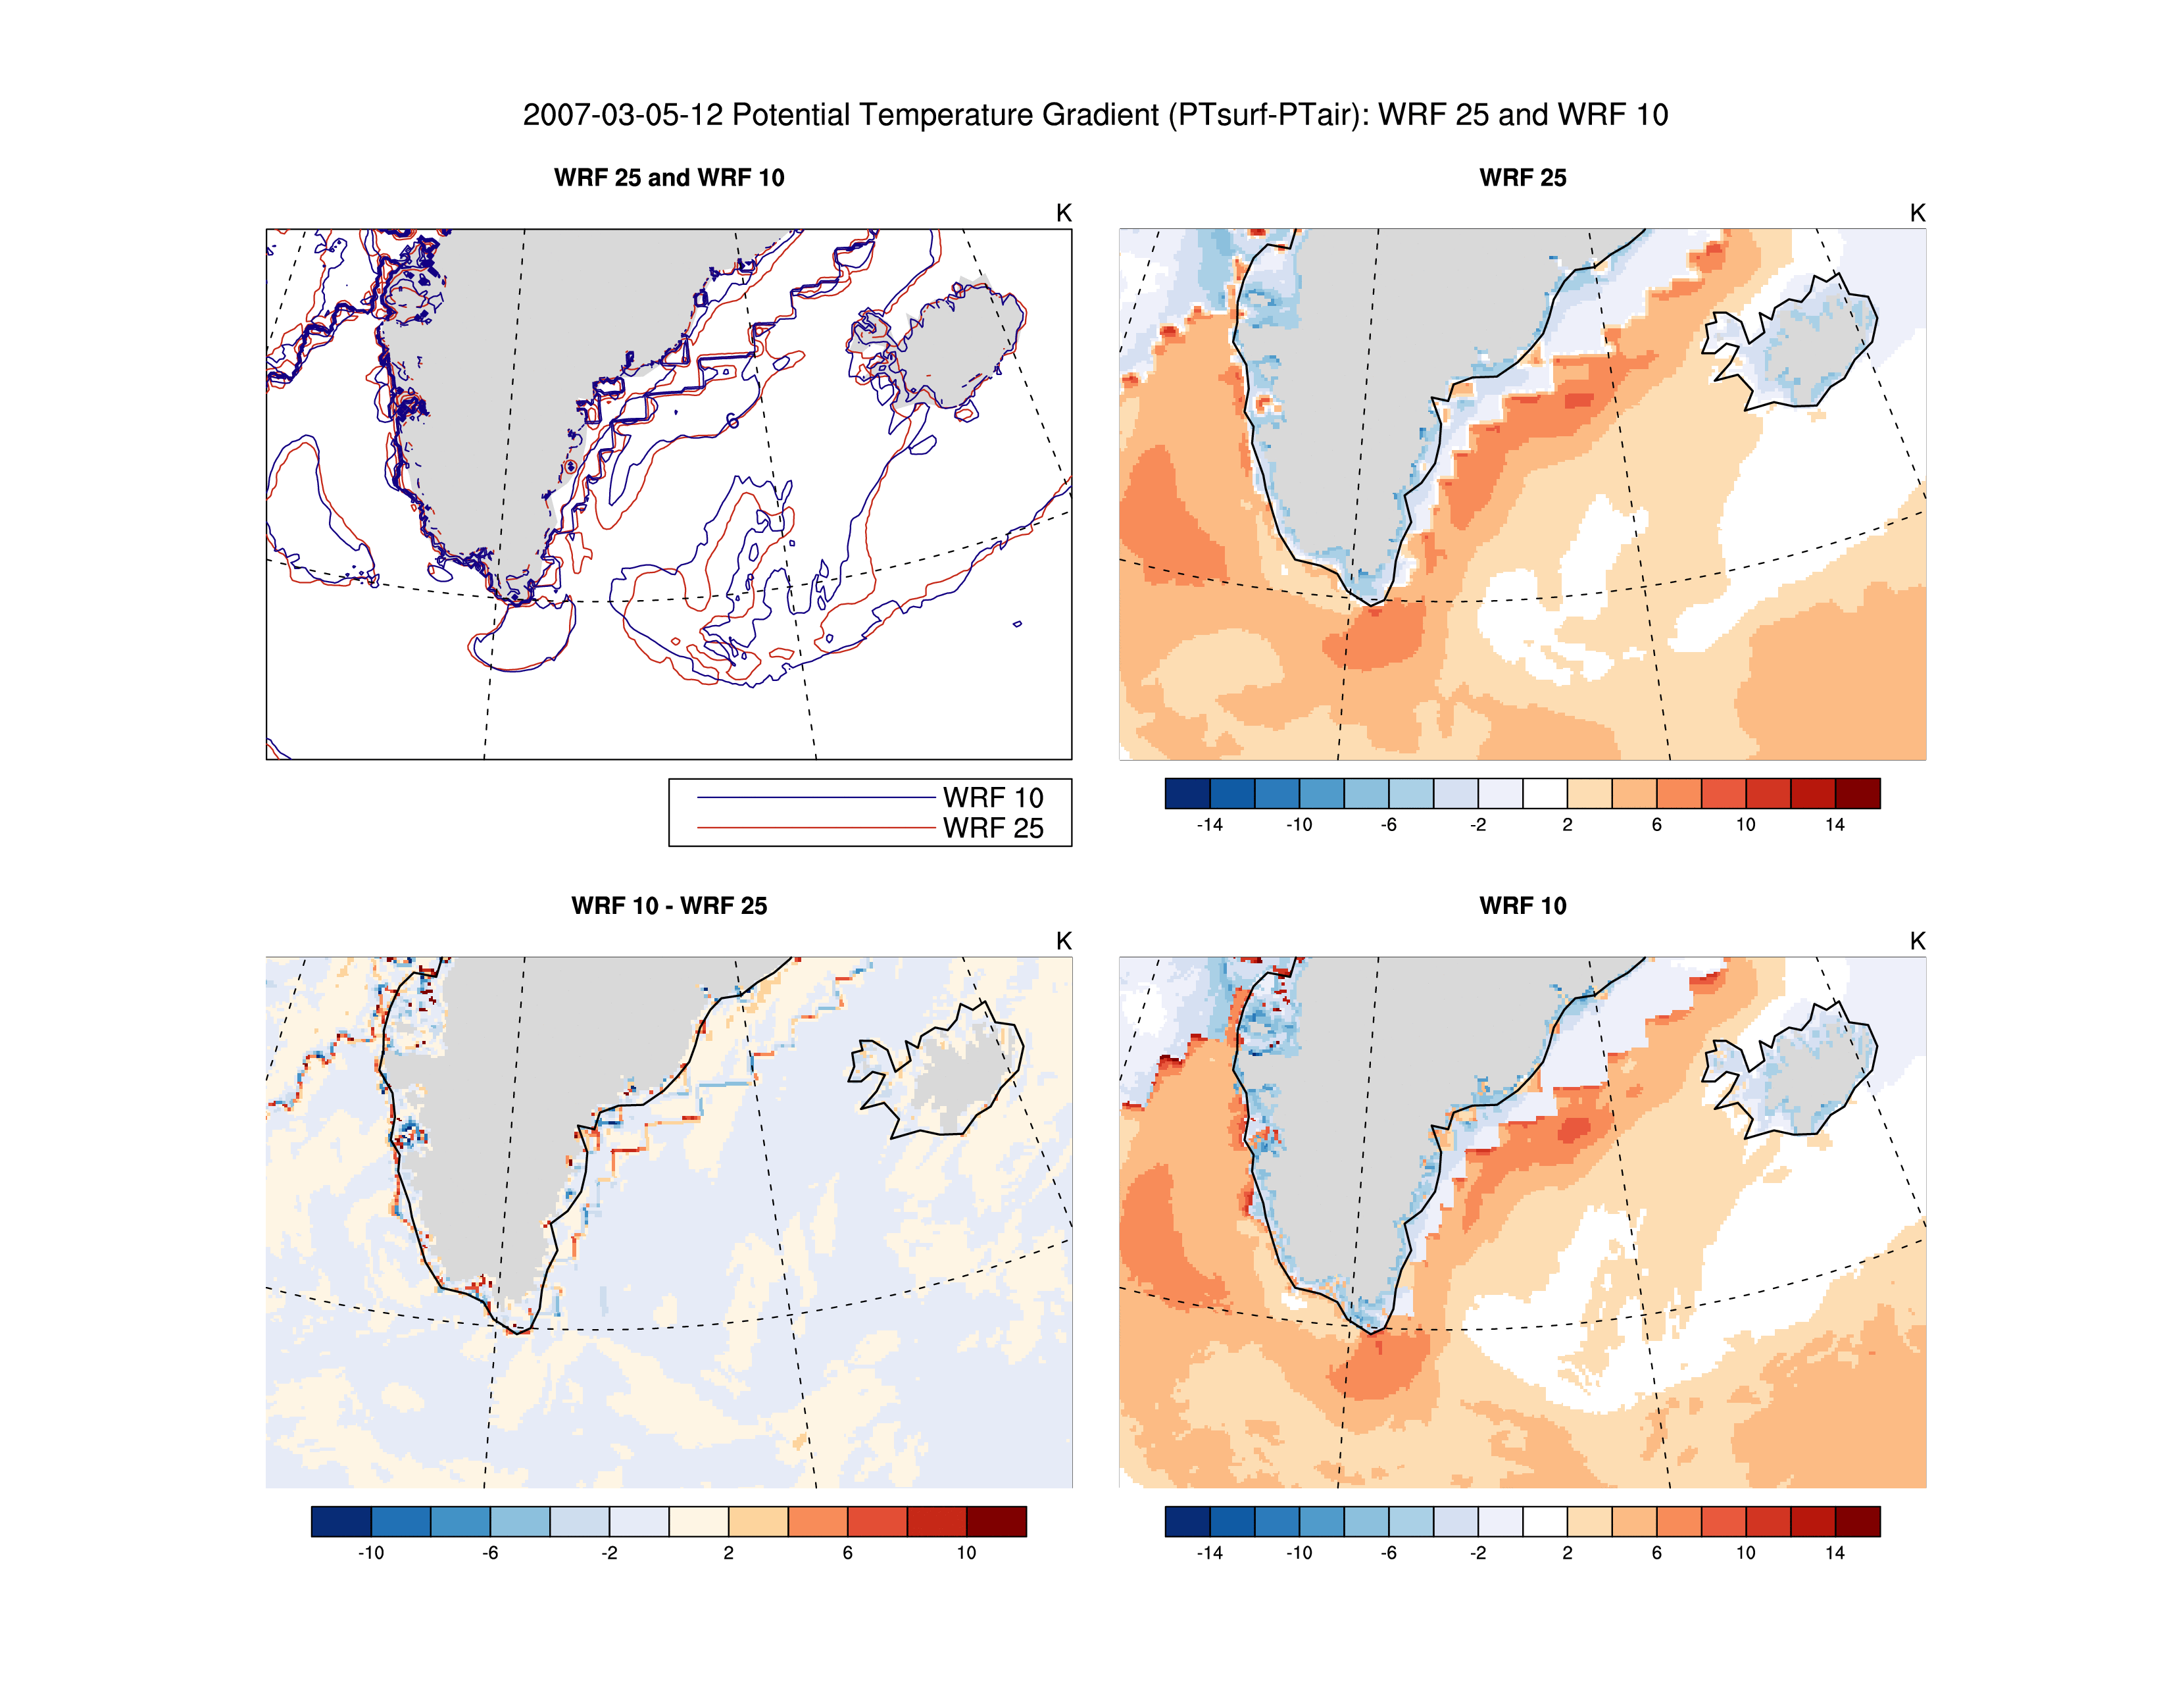 2007-03-05-12 Potential Temperature Gradient (PTsurf-PTair): WRF 25 and WRF 10
WRF 25 and WRF 10
K
6
WRF 10
WRF 25
WRF 25
K
-14 -10 -6 -2 2 6 10 14
WRF 10 - WRF 25
K
-10 -6 -2 2 6 10
WRF 10
K
-14 -10 -6 -2 2 6 10 14